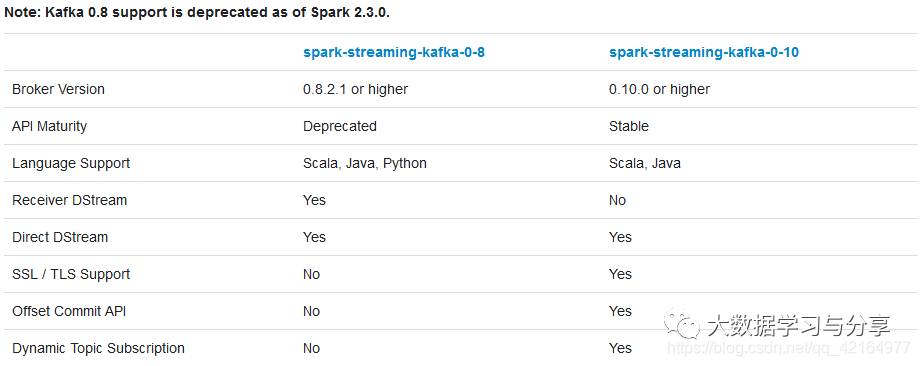 Note: Kafka 0.8 support is deprecated as of Spark 2.3.0.
spark-streaming-kafka-0-8 spark-streaming-kafka-0-10
Broker Version 0.8.2.1 or higher 0.10.0 or higher
API Maturity Deprecated Stable
Language Support Scala, Java, Python Scala, Java
Receiver DStream Yes No
Direct DStream Yes Yes
SSL / TLS Support No Yes
Offset Commit API No Yes
大数据学习与分享
Dynamic Topic Subscription No Yes
https://blog.csdn.net/qq_42164977